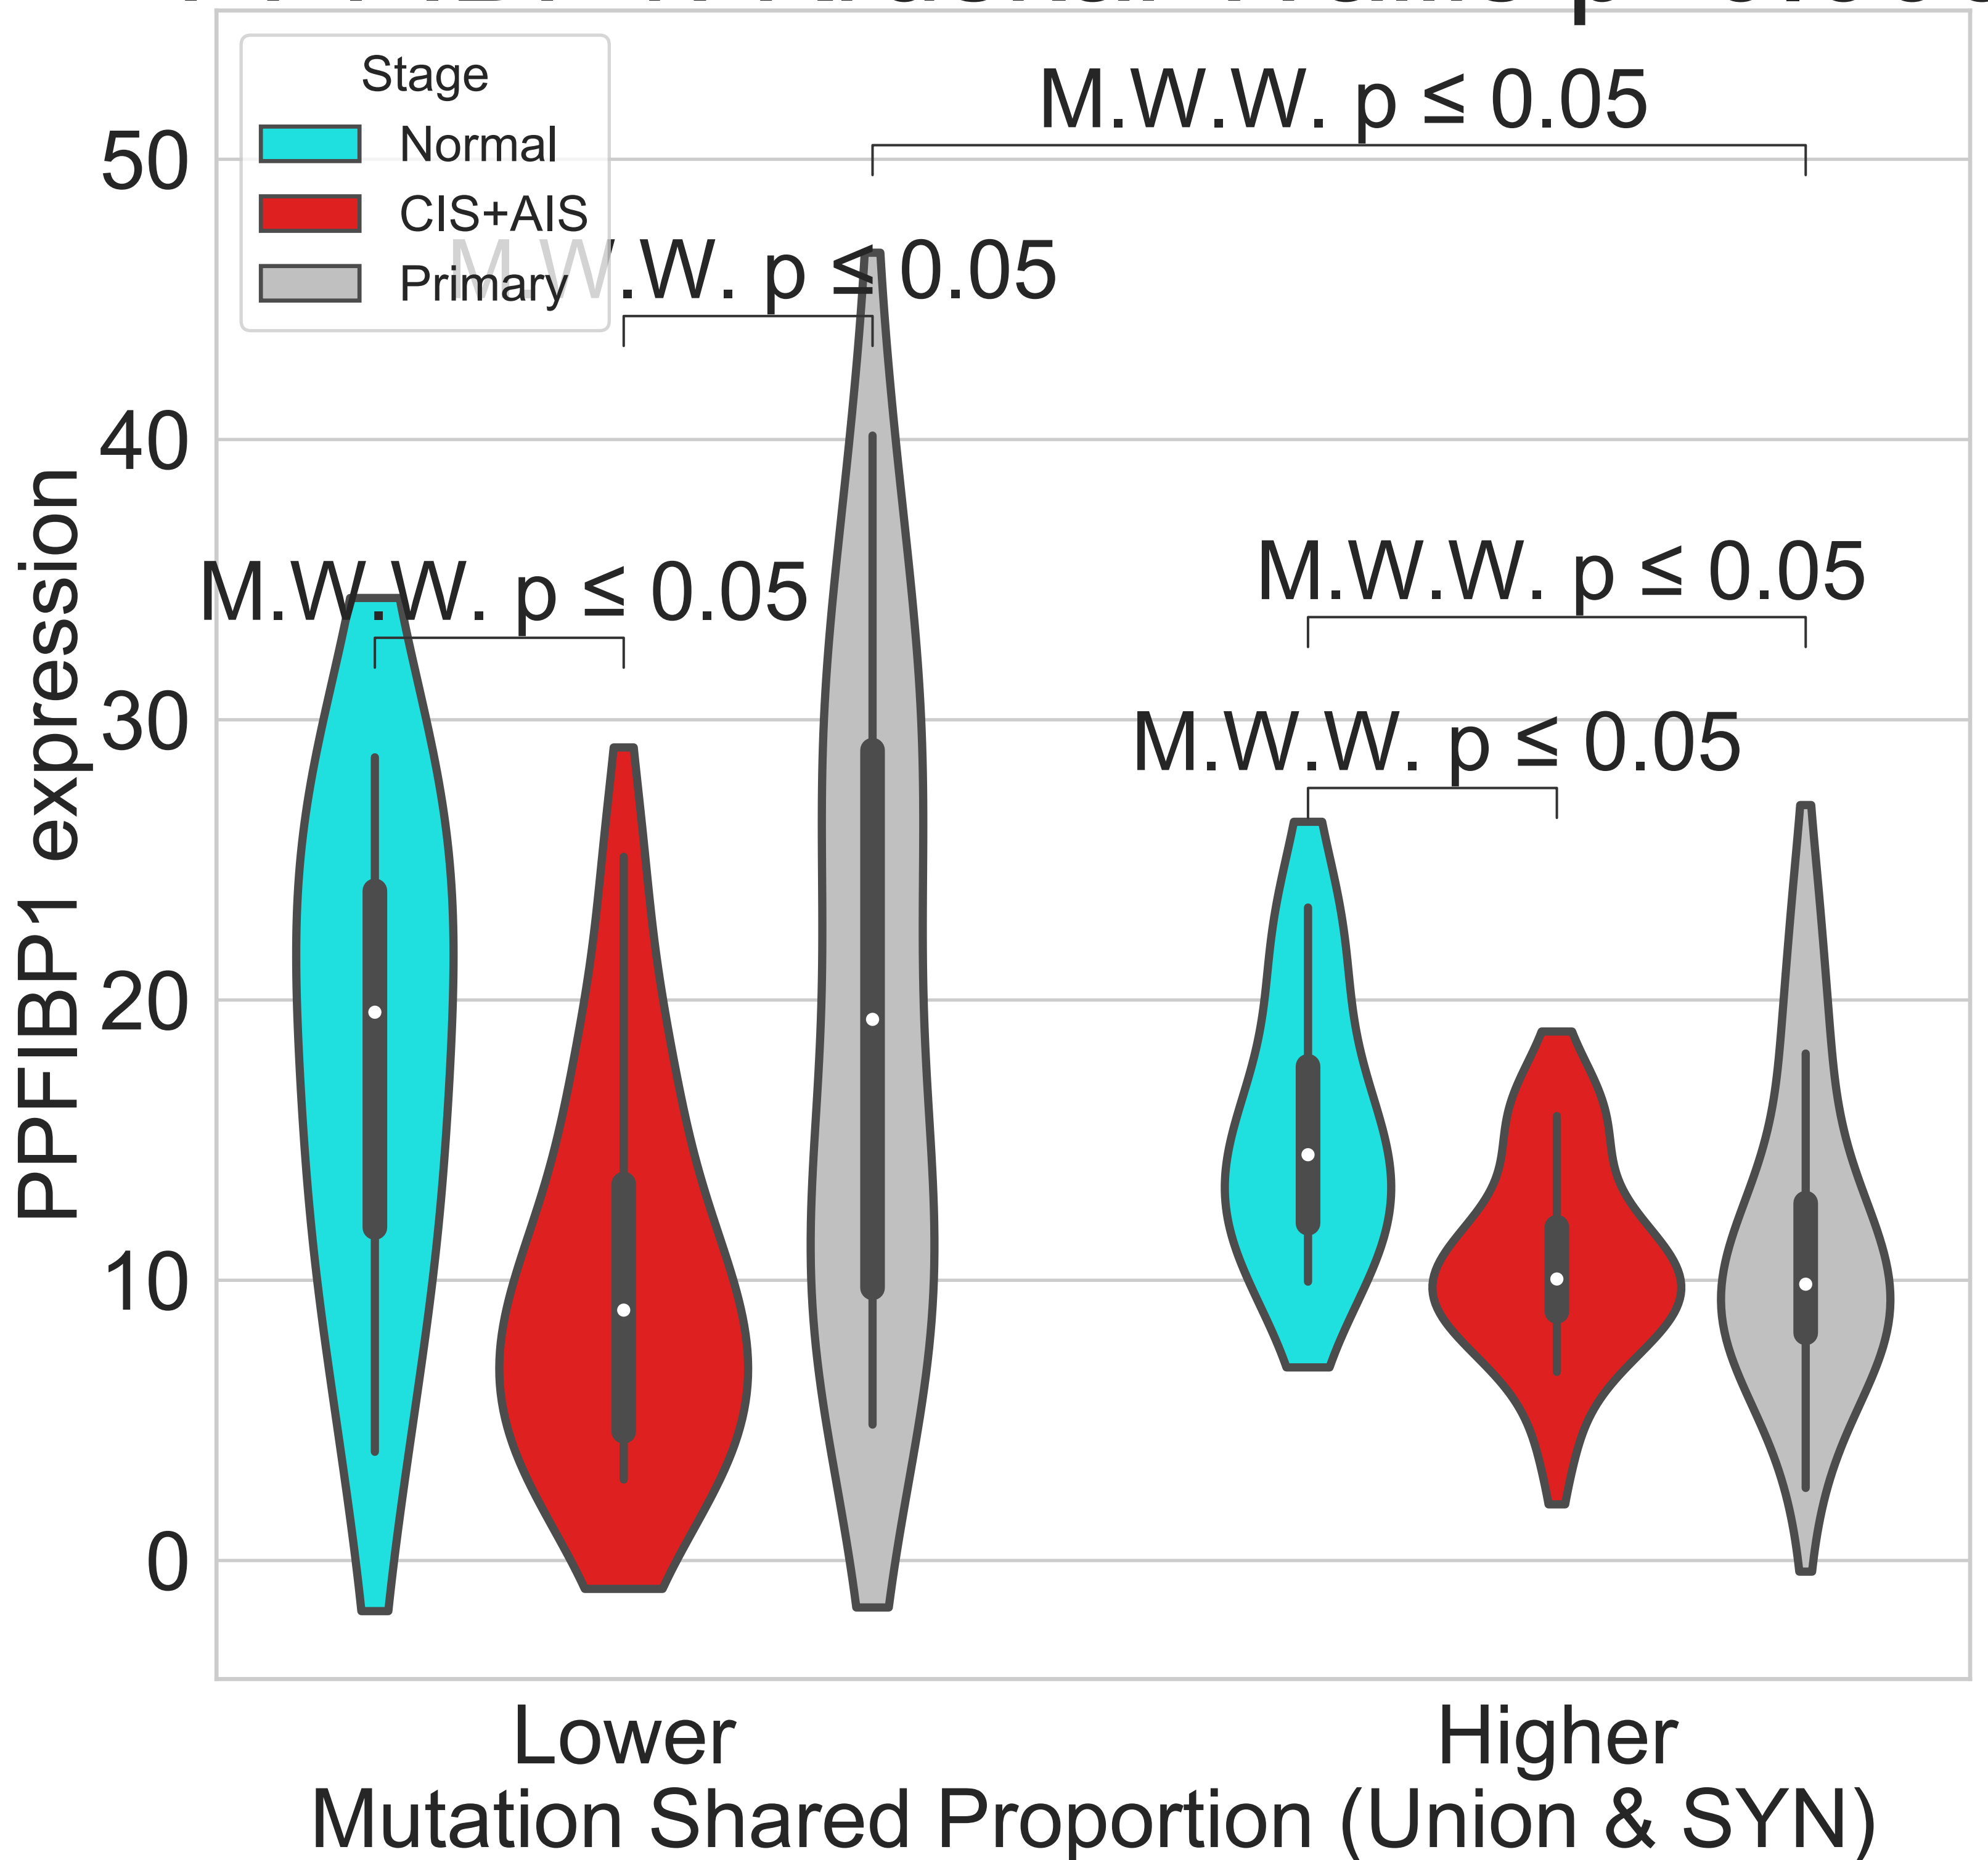 Stage
Normal
CIS+AIS
Primary
M.W.W. p ≤ 0.05
M.W.W. p ≤ 0.05
M.W.W. p ≤ 0.05
M.W.W. p ≤ 0.05
M.W.W. p ≤ 0.05
50
40
30
20
10
0
PPFIBP1 expression
Lower
Higher
Mutation Shared Proportion (Union & SYN)